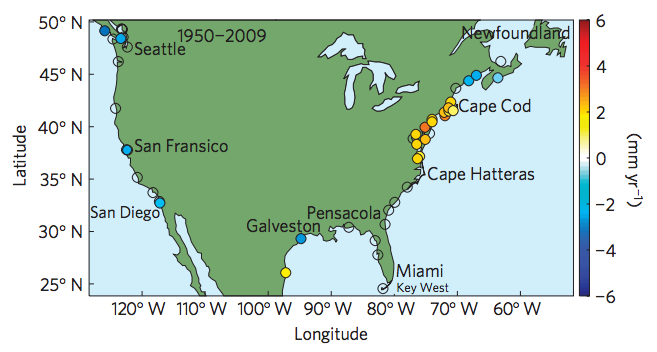 50° N
45° N
40° N
35° N
30° N
25° N
Latitude
1950–2009
Seattle
San Fransico
San Diego
Galveston
Pensacola
Miami
Key West
Cape Hatteras
Cape Cod
Newfoundland
120° W 110° W 100° W 90° W 80° W 70° W 60° W
Longitude
6
4
2
0
−2
−4
−6
(mm yr⁻¹)